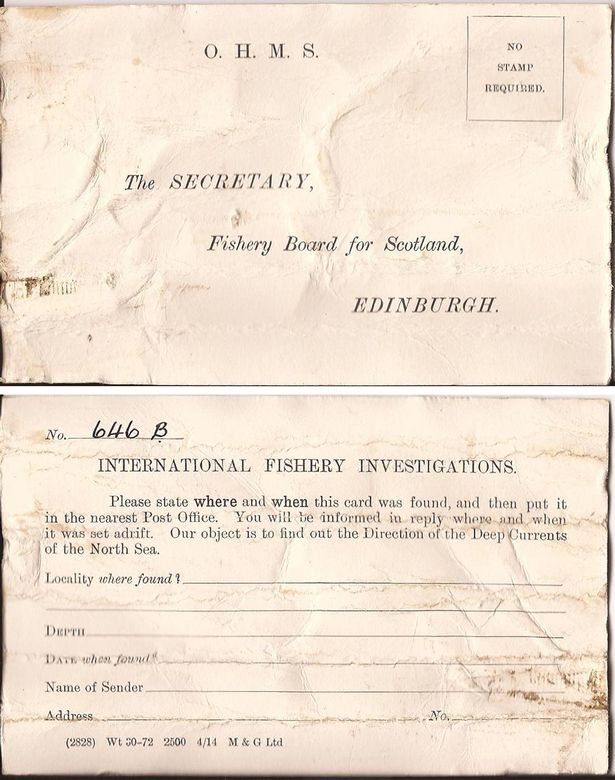 O. H. M. S.
NO
STAMP
REQUIRED.
The SECRETARY,
Fishery Board for Scotland,
EDINBURGH.
No. 646 B
INTERNATIONAL FISHERY INVESTIGATIONS.
Please state where and when this card was found, and then put it
in the nearest Post Office. You will be informed in reply where and when
it was set adrift. Our object is to find out the Direction of the Deep Currents
of the North Sea.
Locality where found?
DEPTH
DATE when found?
Name of Sender
Address No.
(2828) Wt 30-72 2500 4/14 M & G Ltd